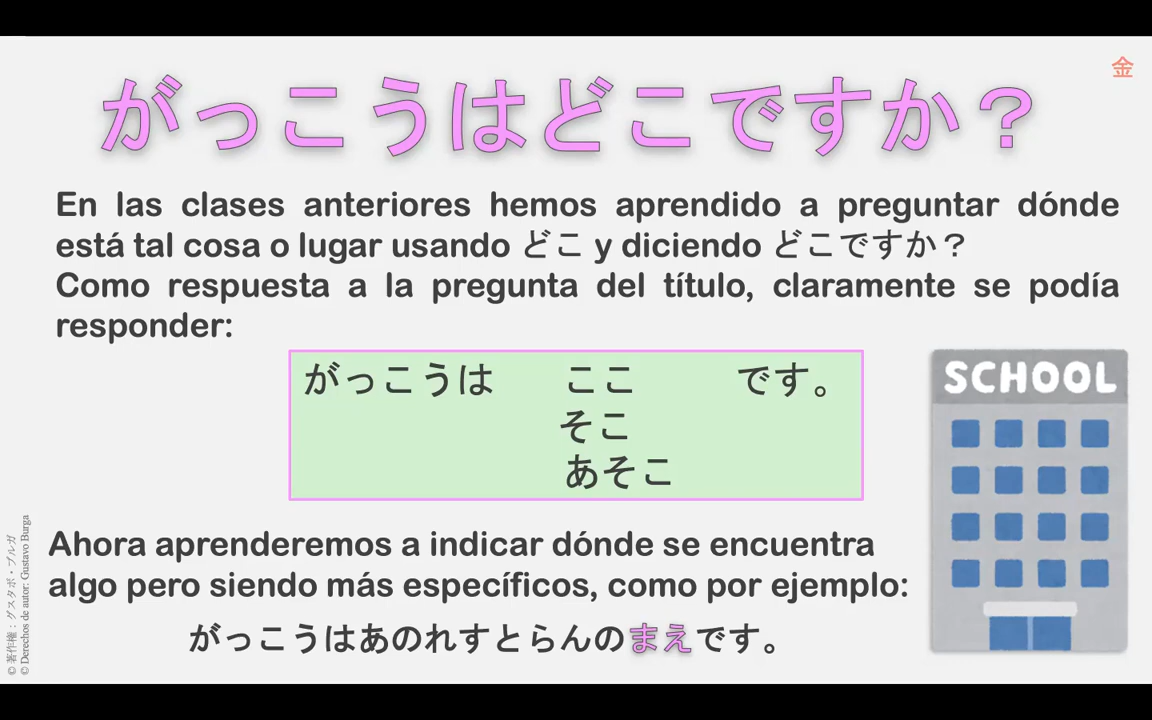 金
がっこうはどこですか？
En las clases anteriores hemos aprendido a preguntar dónde
está tal cosa o lugar usando どこ y diciendo どこですか？
Como respuesta a la pregunta del título, claramente se podía
responder:
がっこうは ここ です。
そこ
あそこ
SCHOOL
Ahora aprenderemos a indicar dónde se encuentra
algo pero siendo más específicos, como por ejemplo:
がっこうはあのれすとらんのまえです。
© 著作権：グスタボ・ブルガ
© Derechos de autor: Gustavo Burga